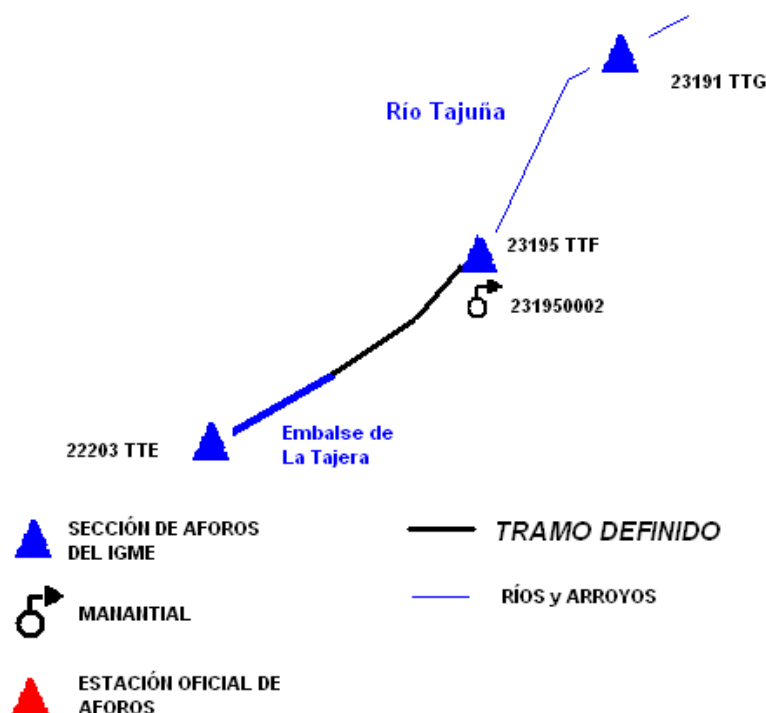 23191 TTG
Río Tajuña
23195 TTF
231950002
Embalse de
La Tajera
22203 TTE
SECCIÓN DE AFOROS
DEL IGME
TRAMO DEFINIDO
MANANTIAL
RÍOS y ARROYOS
ESTACIÓN OFICIAL DE
AFOROS